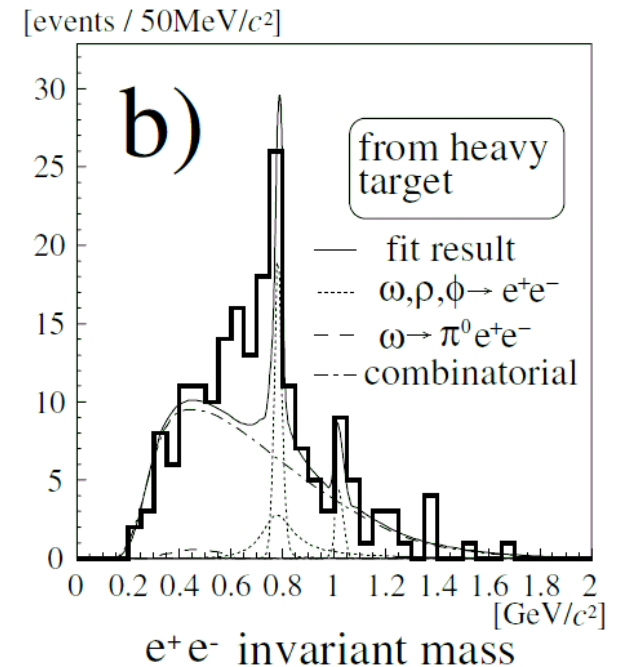 [events / 50MeV/c²]
b)
from heavy
target
fit result
ω,ρ,ϕ→ e⁺e⁻
ω→ π⁰e⁺e⁻
combinatorial
30
25
20
15
10
5
0
0 0.2 0.4 0.6 0.8 1 1.2 1.4 1.6 1.8 2
[GeV/c²]
e⁺e⁻ invariant mass